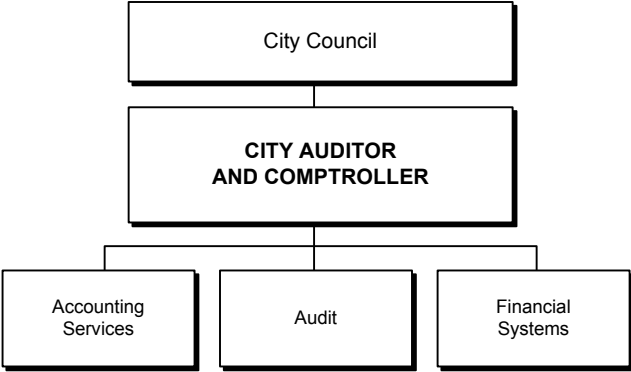 City Council
CITY AUDITOR
AND COMPTROLLER
Accounting
Services
Audit
Financial
Systems